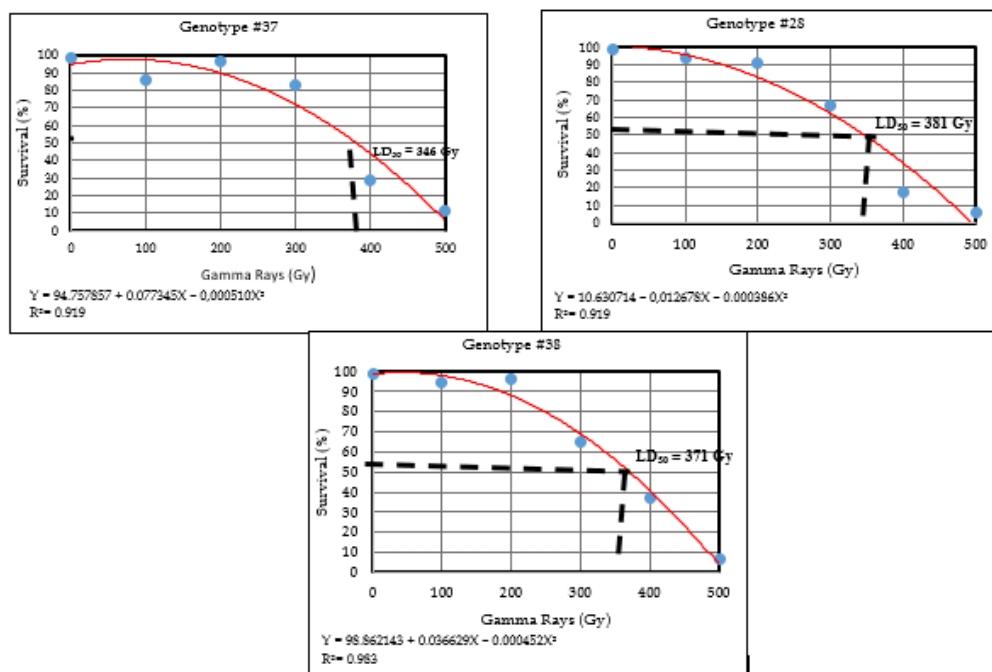 Genotype #37
100
90
80
70
60
50
40
30
20
10
0
Survival (%)
LD₅₀ = 346 Gy
0 100 200 300 400 500
Gamma Rays (Gy)
Y = 94.757857 + 0.077345X – 0,000510X²
R²= 0.919
Genotype #28
100
90
80
70
60
50
40
30
20
10
0
Survival (%)
LD₅₀ = 381 Gy
0 100 200 300 400 500
Gamma Rays (Gy)
Y = 10.630714 – 0,012678X – 0.000386X²
R²= 0.919
Genotype #38
100
90
80
70
60
50
40
30
20
10
0
Survival (%)
LD₅₀ = 371 Gy
0 100 200 300 400 500
Gamma Rays (Gy)
Y = 98.862143 + 0.036629X – 0.000452X²
R²= 0.983